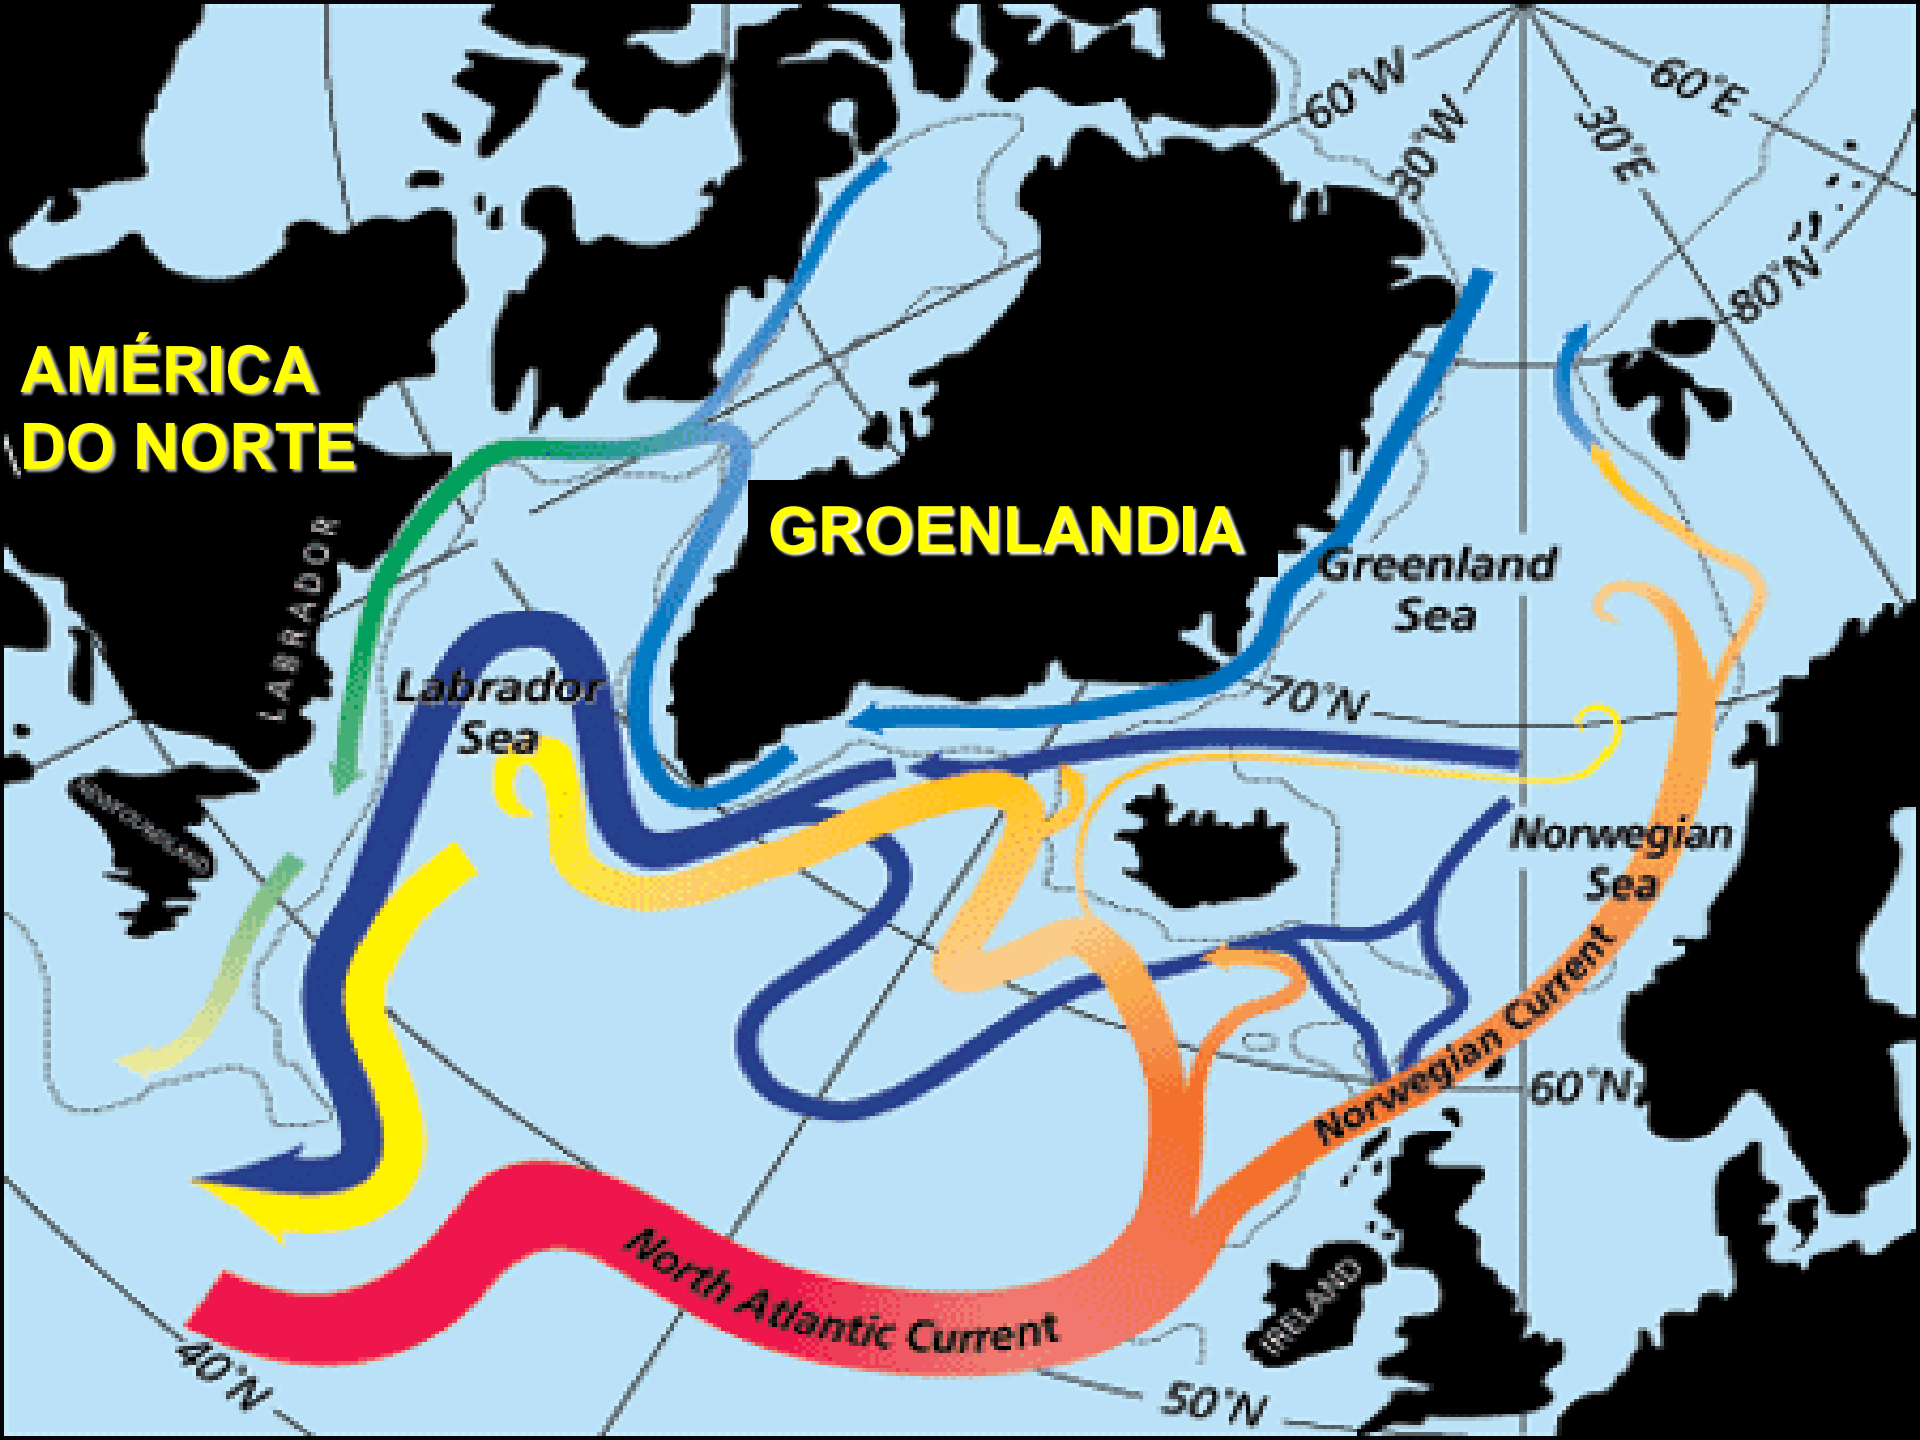 60°W
60°E
30°W
30°E
80°N
AMÉRICA
DO NORTE
GROENLANDIA
LABRADOR
Greenland
Sea
Labrador
Sea
70°N
NEWFOUNDLAND
Norwegian
Sea
Norwegian Current
60°N
North Atlantic Current
IRELAND
40°N
50°N